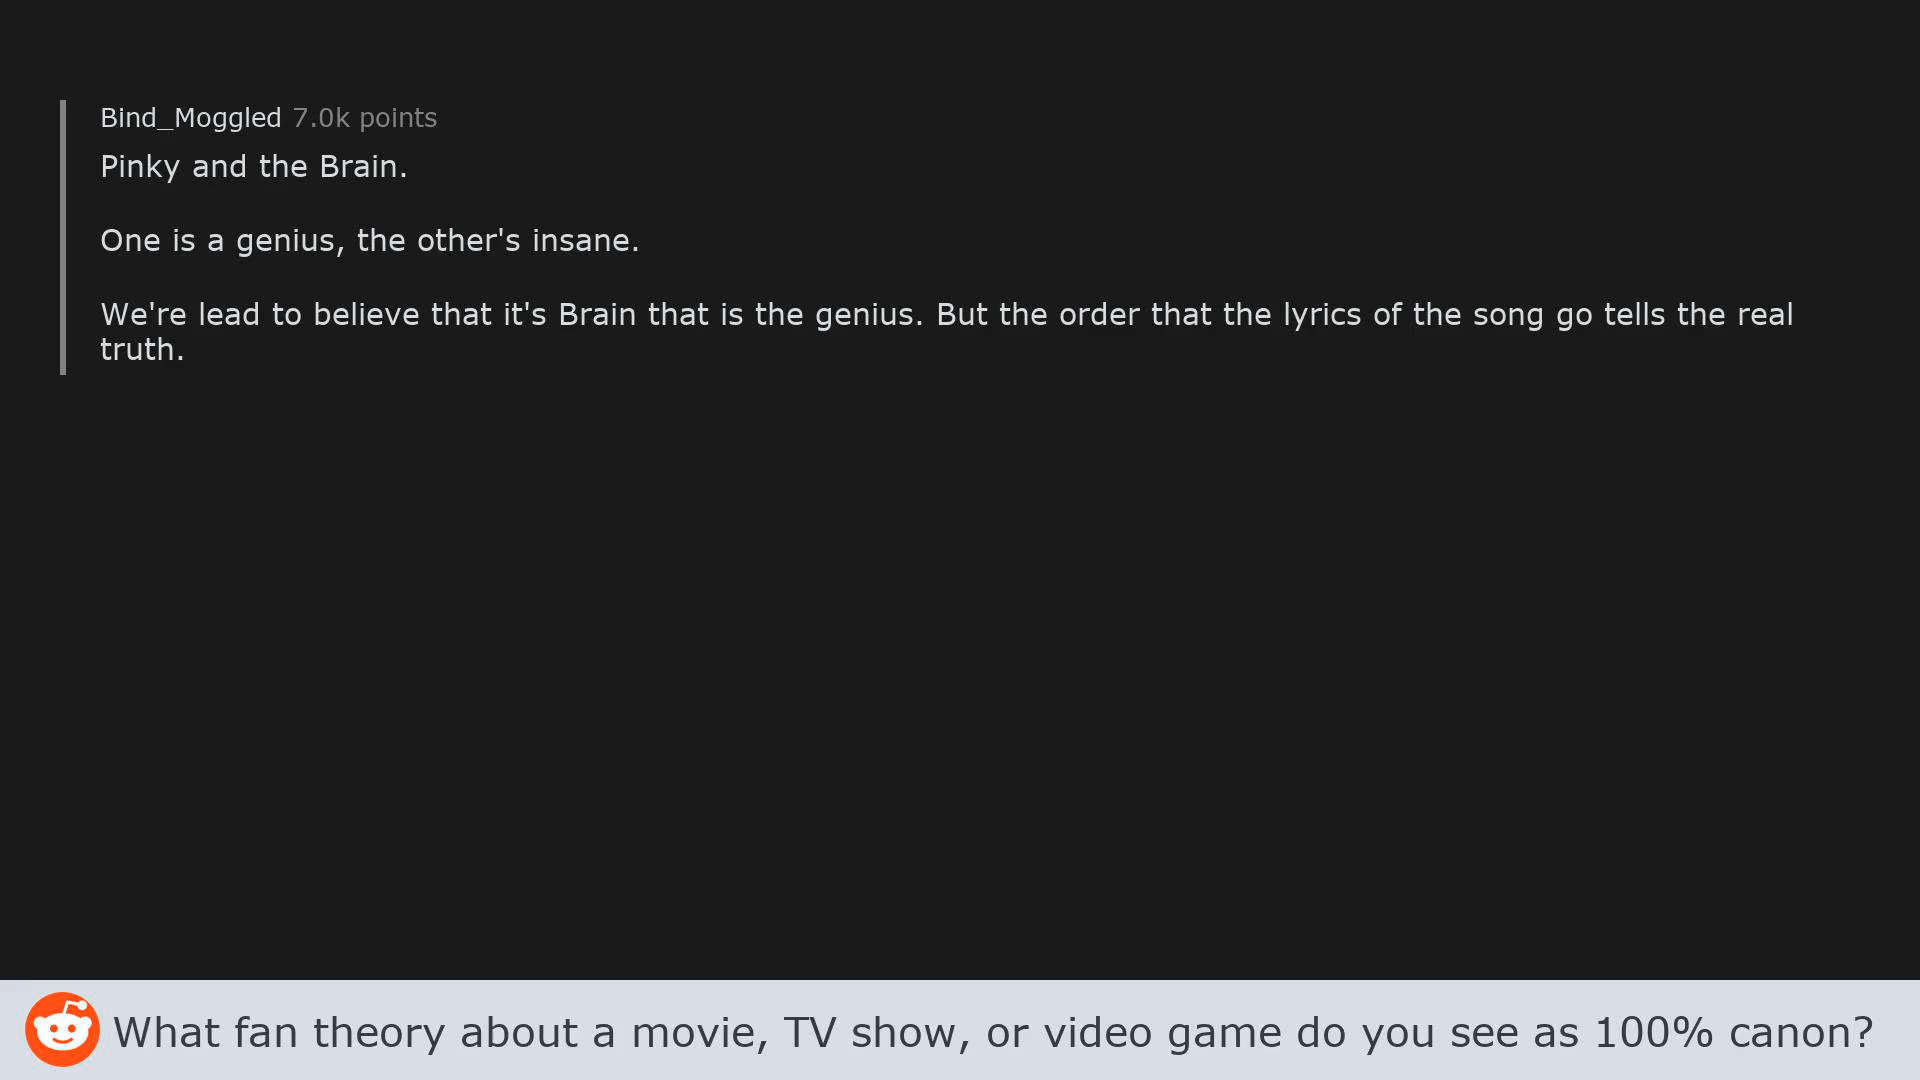 Bind_Moggled 7.0k points
Pinky and the Brain.
One is a genius, the other's insane.
We're lead to believe that it's Brain that is the genius. But the order that the lyrics of the song go tells the real
truth.
What fan theory about a movie, TV show, or video game do you see as 100% canon?